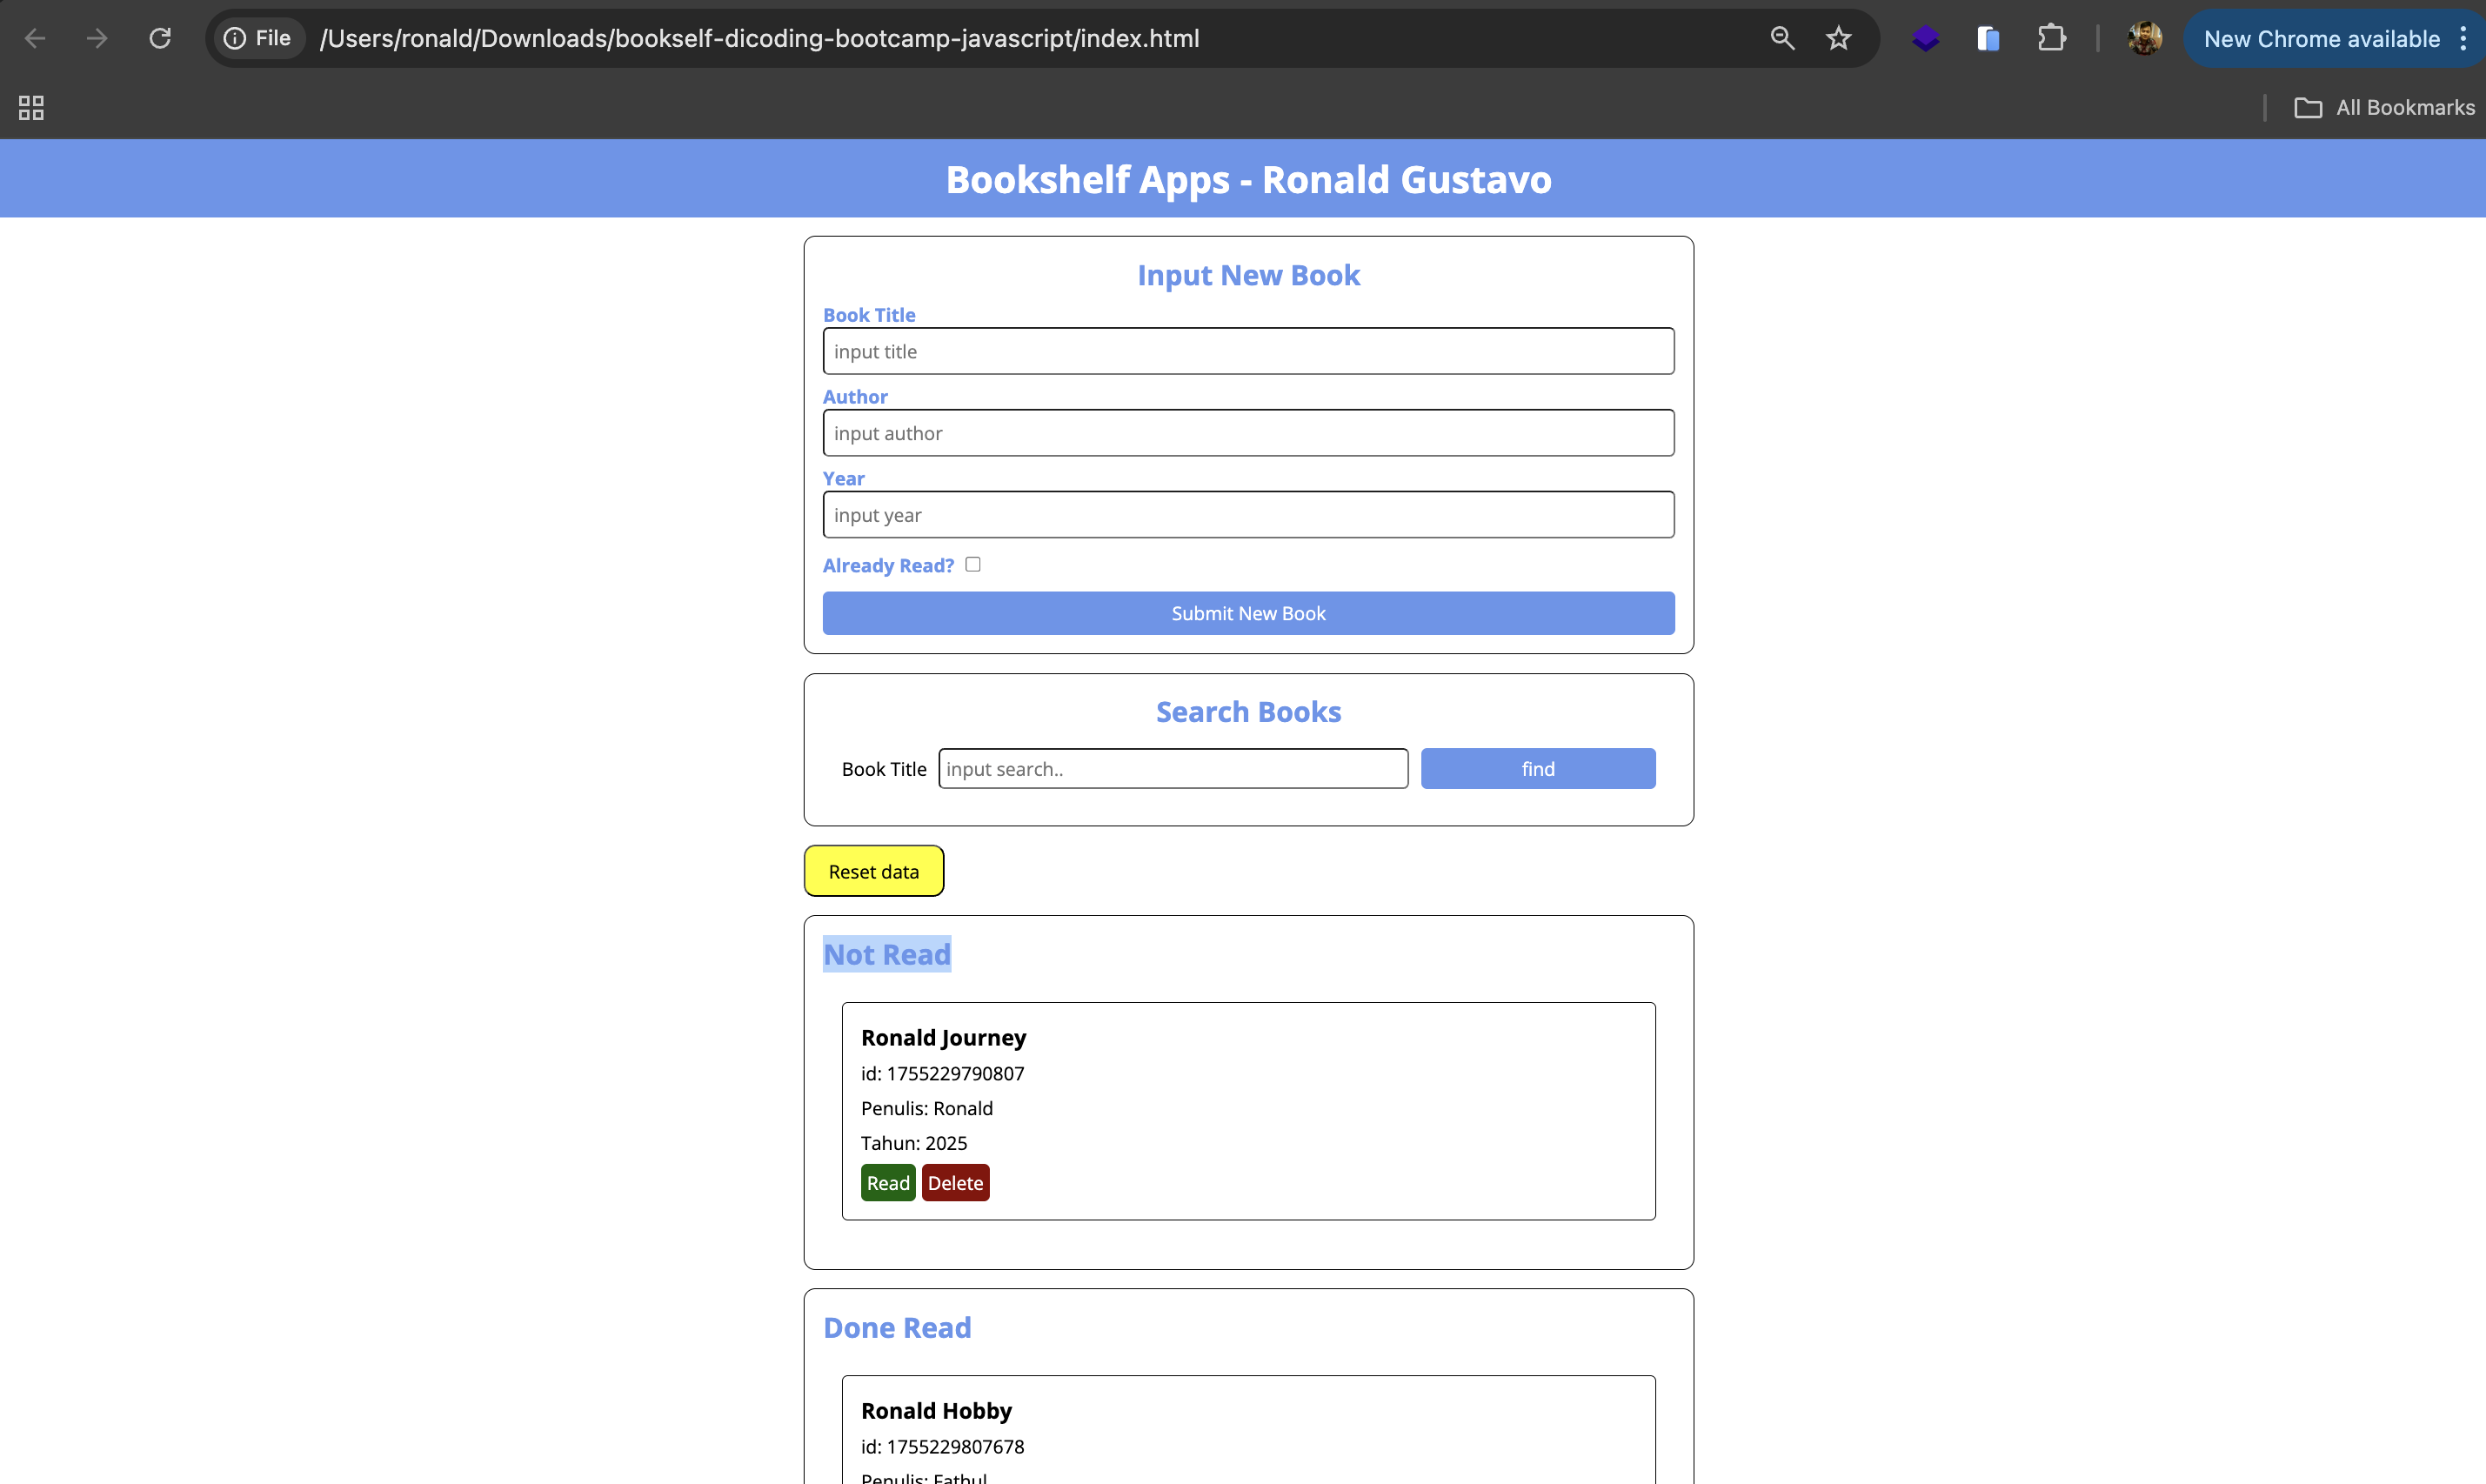 File /Users/ronald/Downloads/bookself-dicoding-bootcamp-javascript/index.html New Chrome available
All Bookmarks
Bookshelf Apps - Ronald Gustavo
Input New Book
Book Title
input title
Author
input author
Year
input year
Already Read?
Submit New Book
Search Books
Book Title input search.. find
Reset data
Not Read
Ronald Journey
id: 1755229790807
Penulis: Ronald
Tahun: 2025
Read Delete
Done Read
Ronald Hobby
id: 1755229807678
Penulis: Fathul